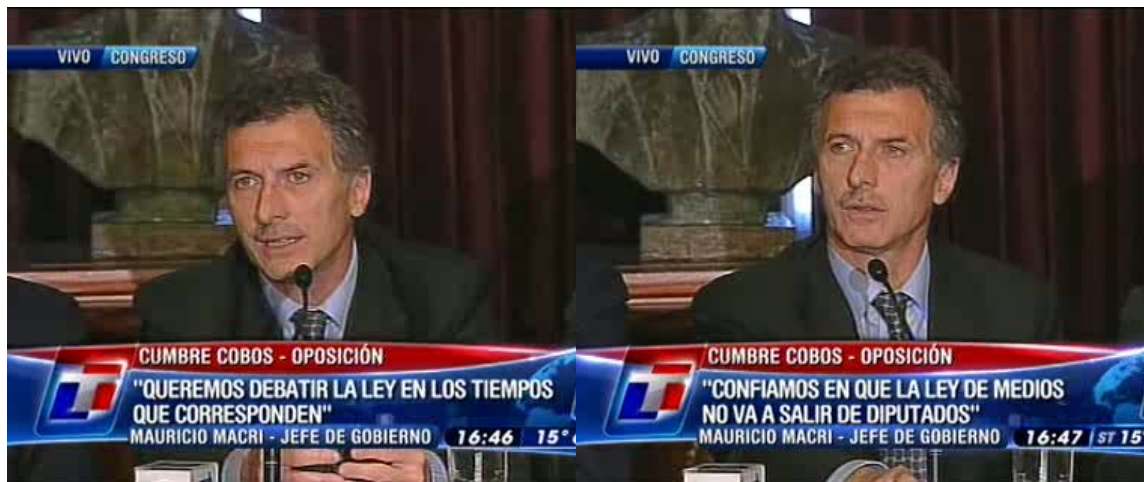 VIVO CONGRESO
CUMBRE COBOS - OPOSICIÓN
"QUEREMOS DEBATIR LA LEY EN LOS TIEMPOS
QUE CORRESPONDEN"
MAURICIO MACRI - JEFE DE GOBIERNO 16:46 15°
VIVO CONGRESO
CUMBRE COBOS - OPOSICIÓN
"CONFIAMOS EN QUE LA LEY DE MEDIOS
NO VA A SALIR DE DIPUTADOS"
MAURICIO MACRI - JEFE DE GOBIERNO 16:47 ST 15°